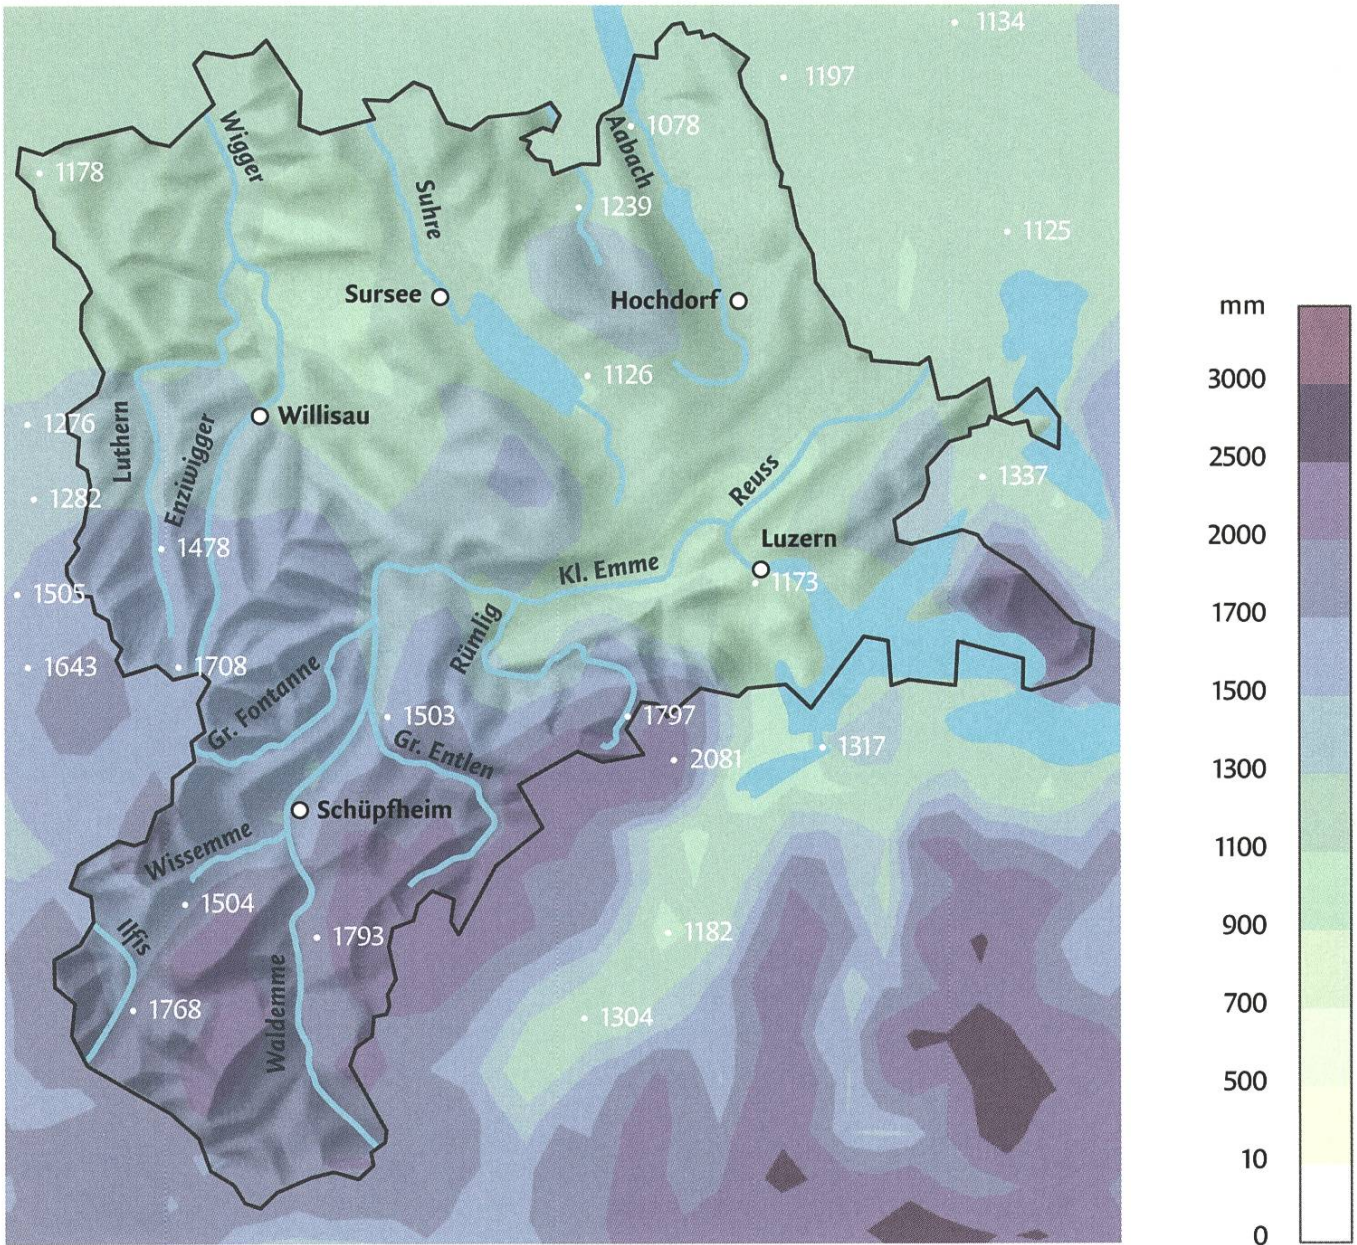 1134
1197
1078
Wigger
Aabach
1178
Suhre
1239
1125
Sursee
Hochdorf
mm
1126
3000
1276
Luthern
Willisau
Enziwigger
2500
1282
1337
Reuss
2000
1478
Luzern
Kl. Emme
1173
1505
1700
Rümlig
1643
1708
1500
Gr. Fontanne
1503
1797
Gr. Entlen
2081
1317
1300
Schüpfheim
Wissemme
1100
1504
Ilfis
1793
1182
900
1768
Waldemme
1304
700
500
10
0